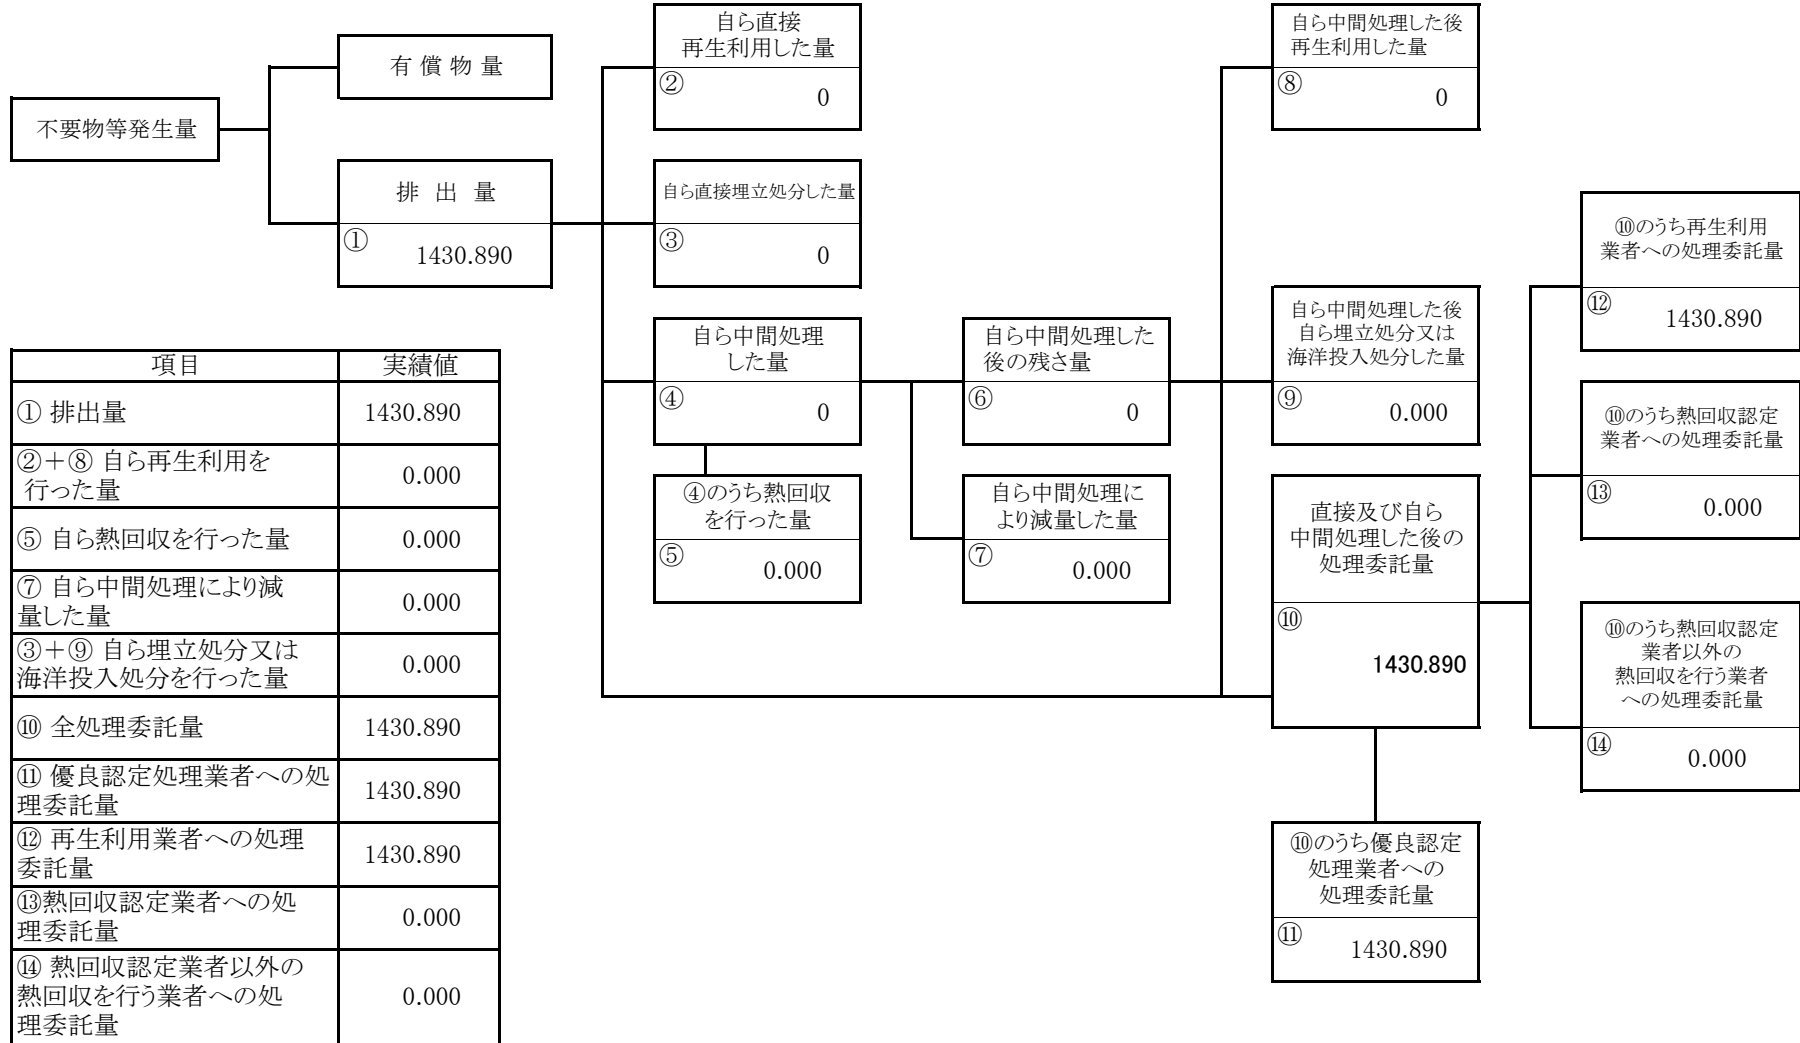 不要物等発生量
有 償 物 量
排 出 量
①
1430.890
自ら直接
再生利用した量
②
0
自ら直接埋立処分した量
③
0
自ら中間処理
した量
④
0
④のうち熱回収
を行った量
⑤
0.000
自ら中間処理した
後の残さ量
⑥
0
自ら中間処理に
より減量した量
⑦
0.000
自ら中間処理した後
再生利用した量
⑧
0
自ら中間処理した後
自ら埋立処分又は
海洋投入処分した量
⑨
0.000
直接及び自ら
中間処理した後の
処理委託量
⑩
1430.890
⑩のうち優良認定
処理業者への
処理委託量
⑪
1430.890
⑩のうち再生利用
業者への処理委託量
⑫
1430.890
⑩のうち熱回収認定
業者への処理委託量
⑬
0.000
⑩のうち熱回収認定
業者以外の
熱回収を行う業者
への処理委託量
⑭
0.000
項目 実績値
① 排出量 1430.890
②+⑧ 自ら再生利用を
行った量 0.000
⑤ 自ら熱回収を行った量 0.000
⑦ 自ら中間処理により減
量した量 0.000
③+⑨ 自ら埋立処分又は
海洋投入処分を行った量 0.000
⑩ 全処理委託量 1430.890
⑪ 優良認定処理業者への処
理委託量 1430.890
⑫ 再生利用業者への処理
委託量 1430.890
⑬熱回収認定業者への処
理委託量 0.000
⑭ 熱回収認定業者以外の
熱回収を行う業者への処
理委託量 0.000